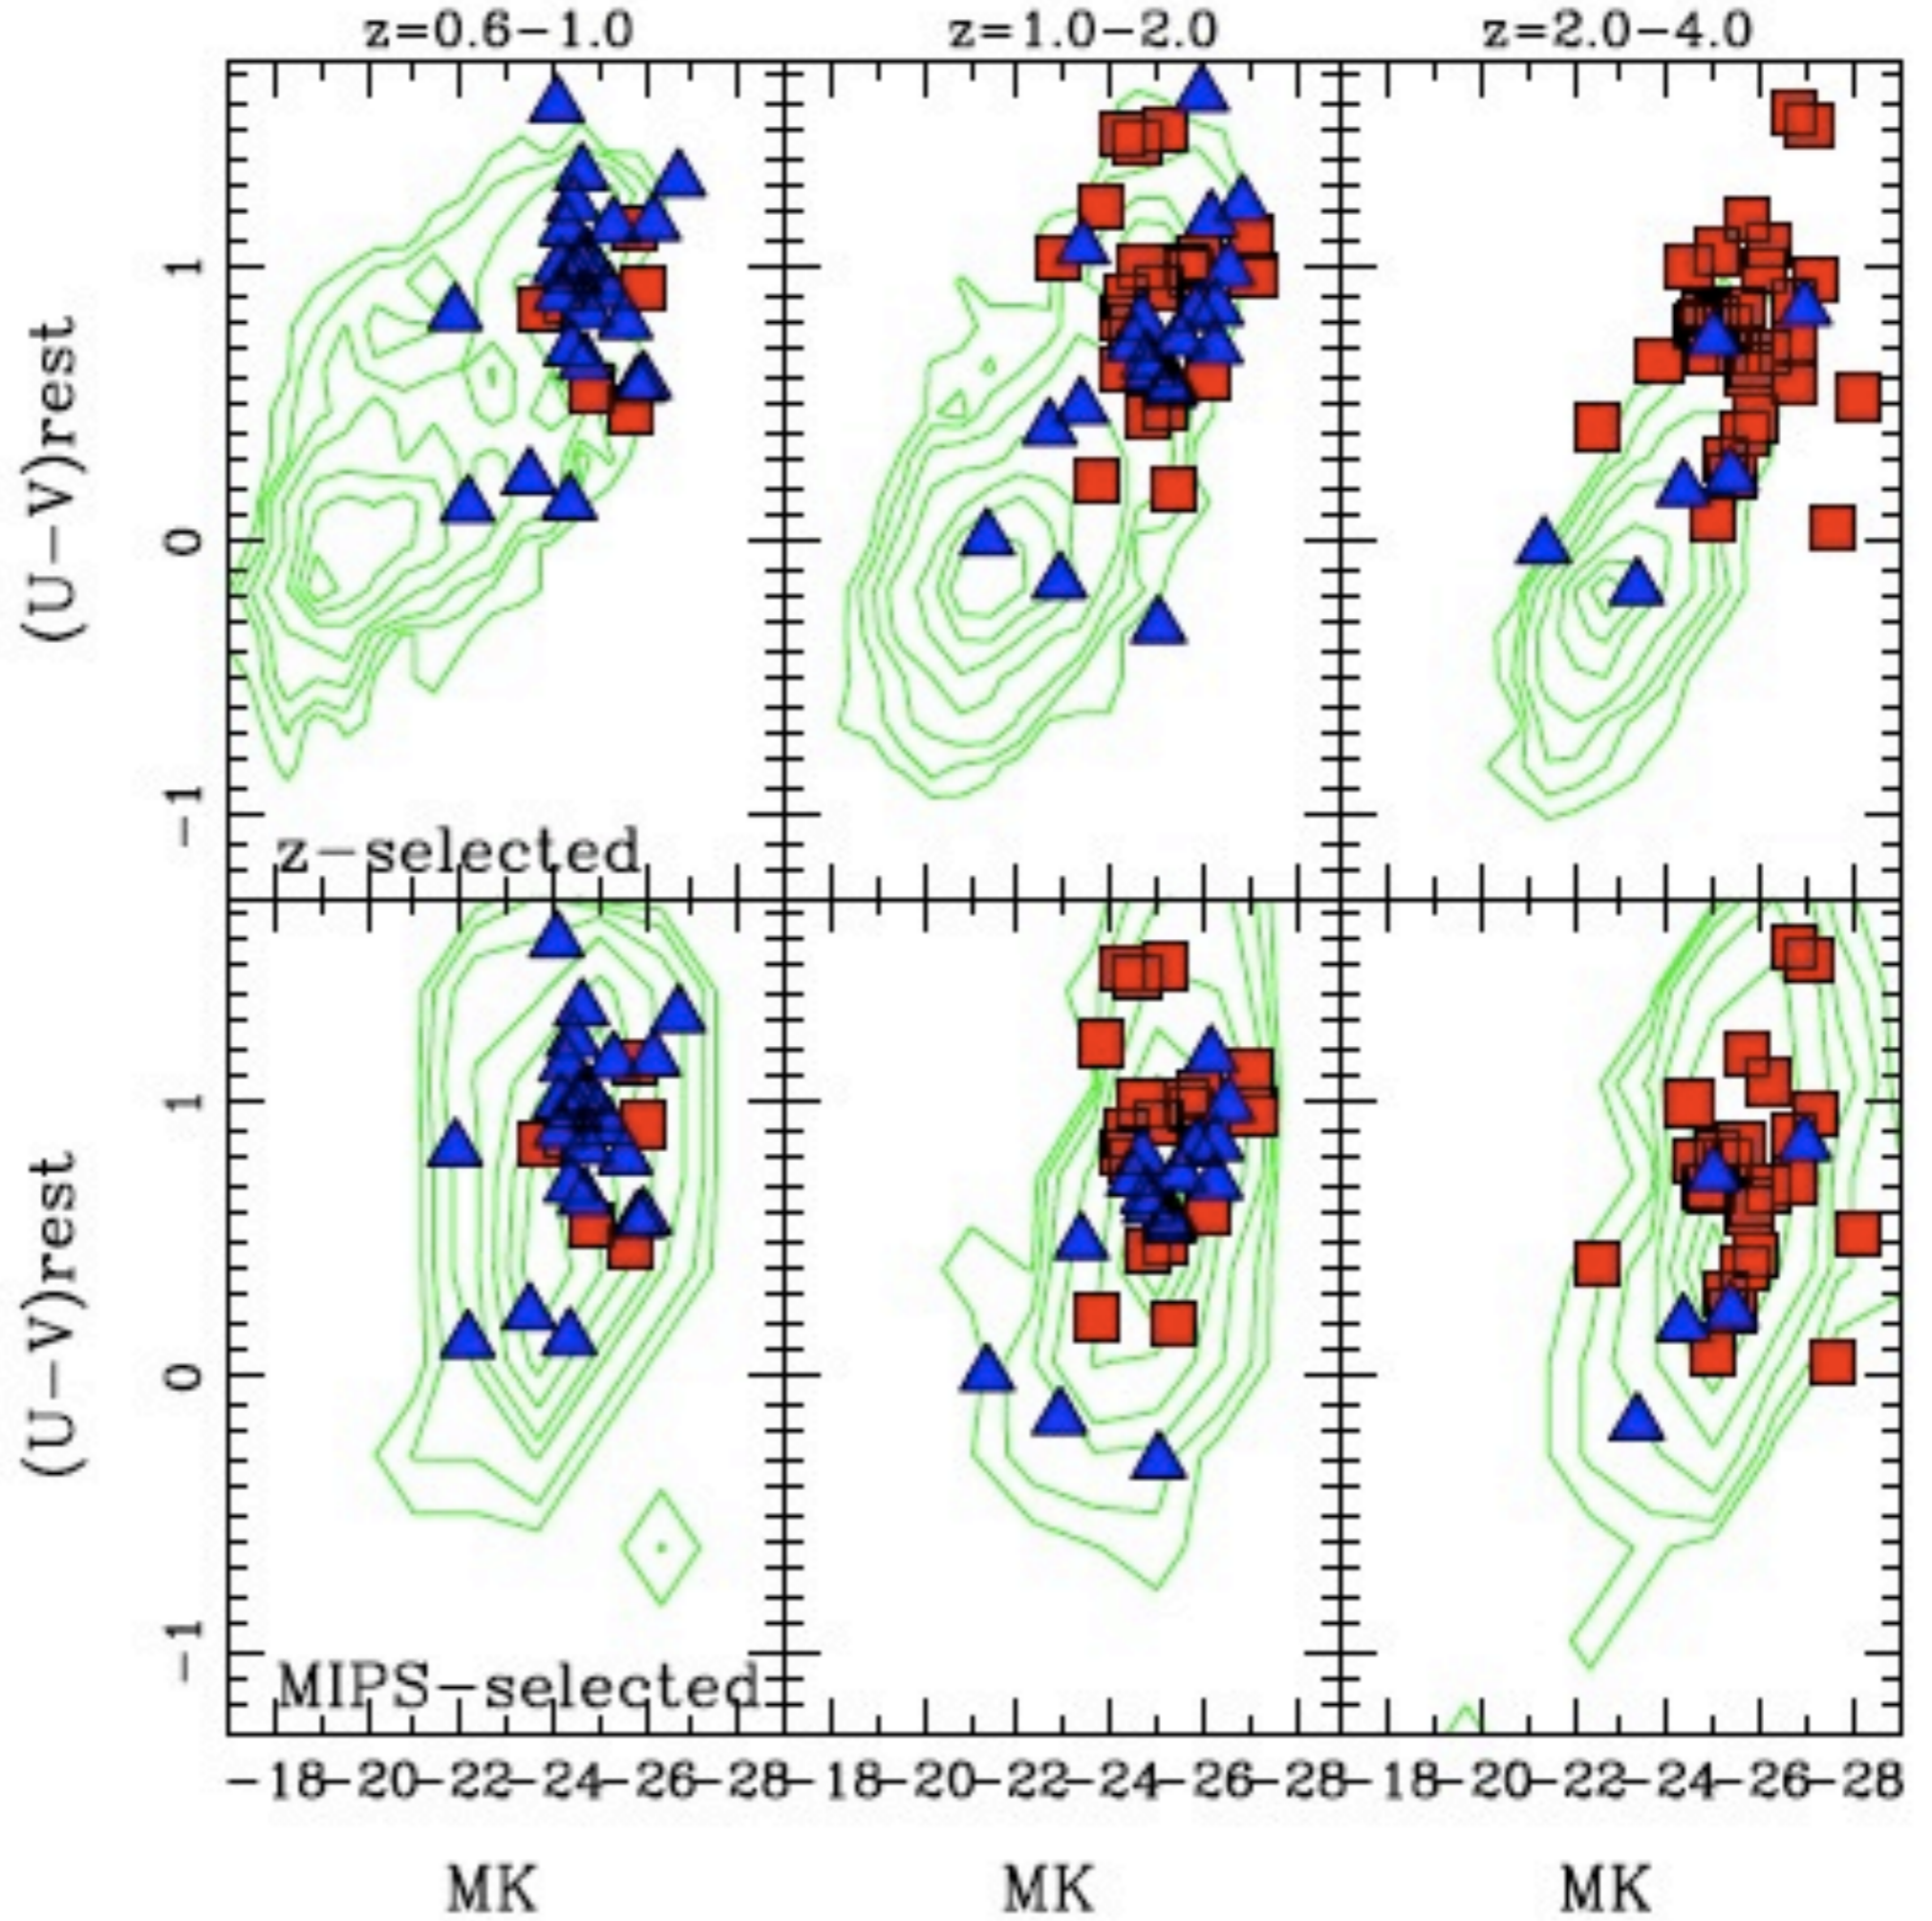 z=0.6-1.0 z=1.0-2.0 z=2.0-4.0
(U-V)rest
1
0
-1
z-selected
(U-V)rest
1
0
-1
MIPS-selected
-18-20-22-24-26-28-18-20-22-24-26-28-18-20-22-24-26-28
MK MK MK